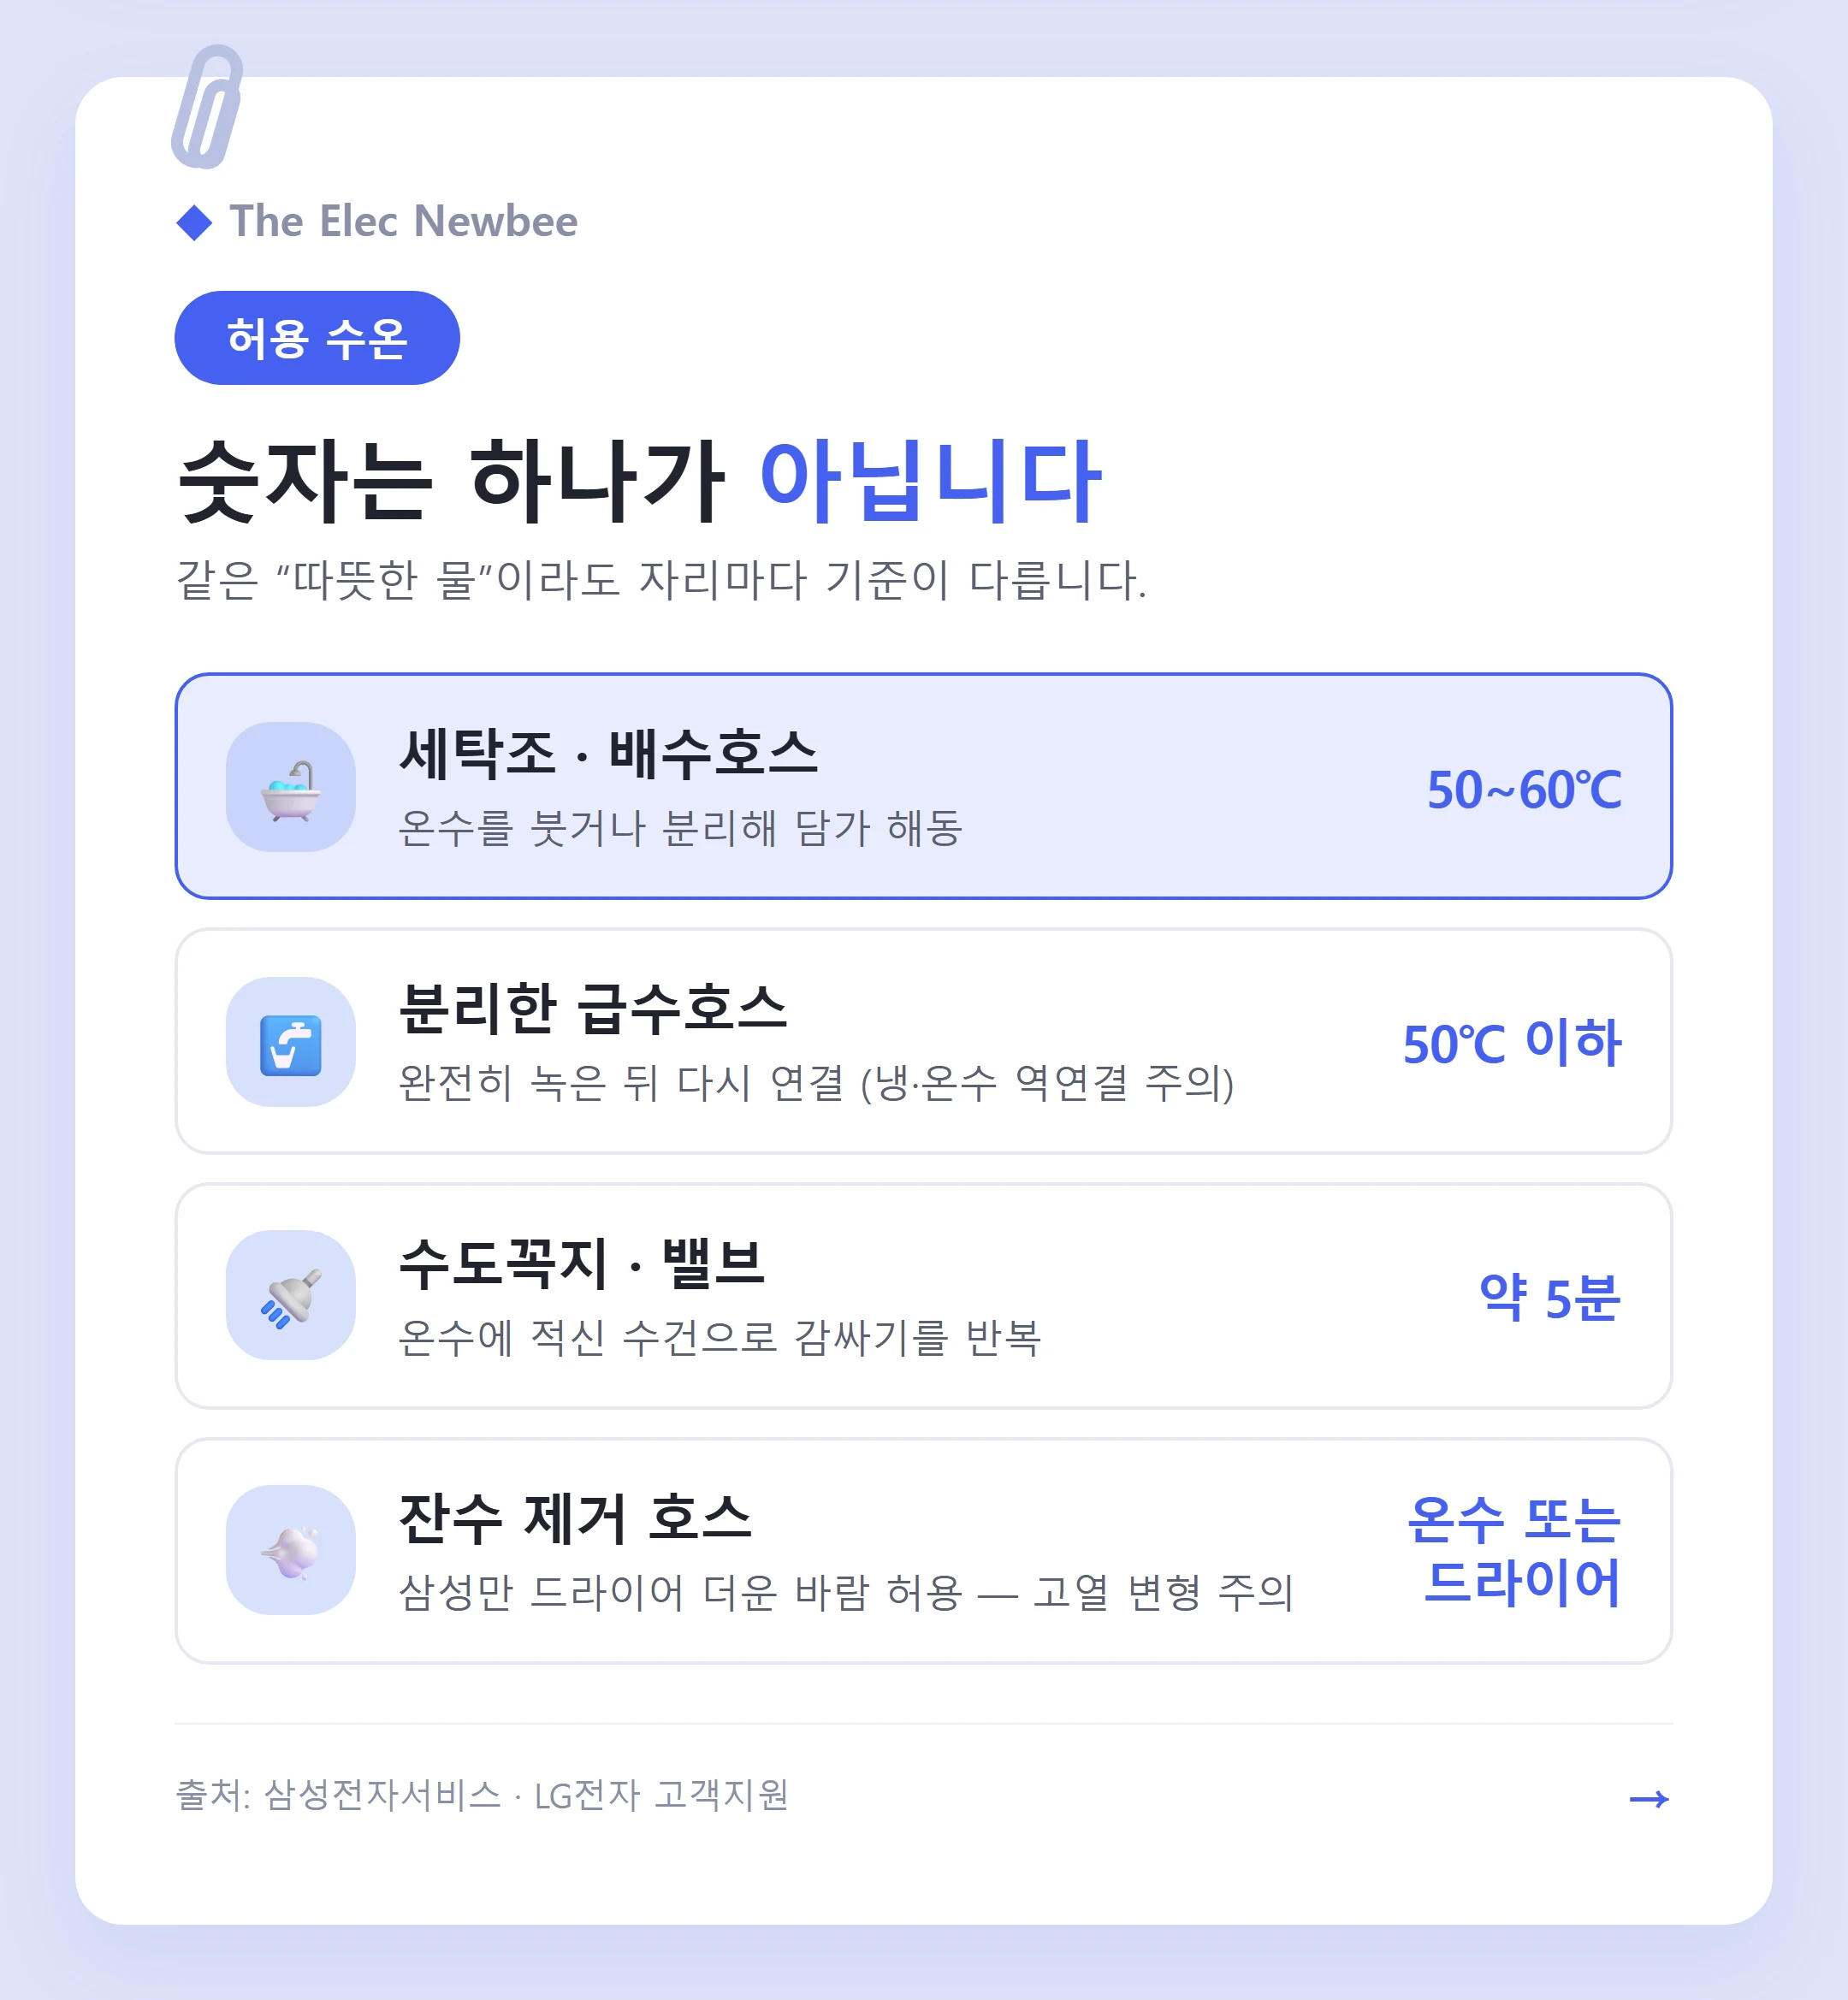 The Elec Newbee
허용 수온
숫자는 하나가 아닙니다
같은 “따뜻한 물”이라도 자리마다 기준이 다릅니다.
세탁조 · 배수호스
온수를 붓거나 분리해 담가 해동
50~60℃
분리한 급수호스
완전히 녹은 뒤 다시 연결 (냉·온수 역연결 주의)
50℃ 이하
수도꼭지 · 밸브
온수에 적신 수건으로 감싸기를 반복
약 5분
잔수 제거 호스
삼성만 드라이어 더운 바람 허용 — 고열 변형 주의
온수 또는
드라이어
출처: 삼성전자서비스 · LG전자 고객지원
→